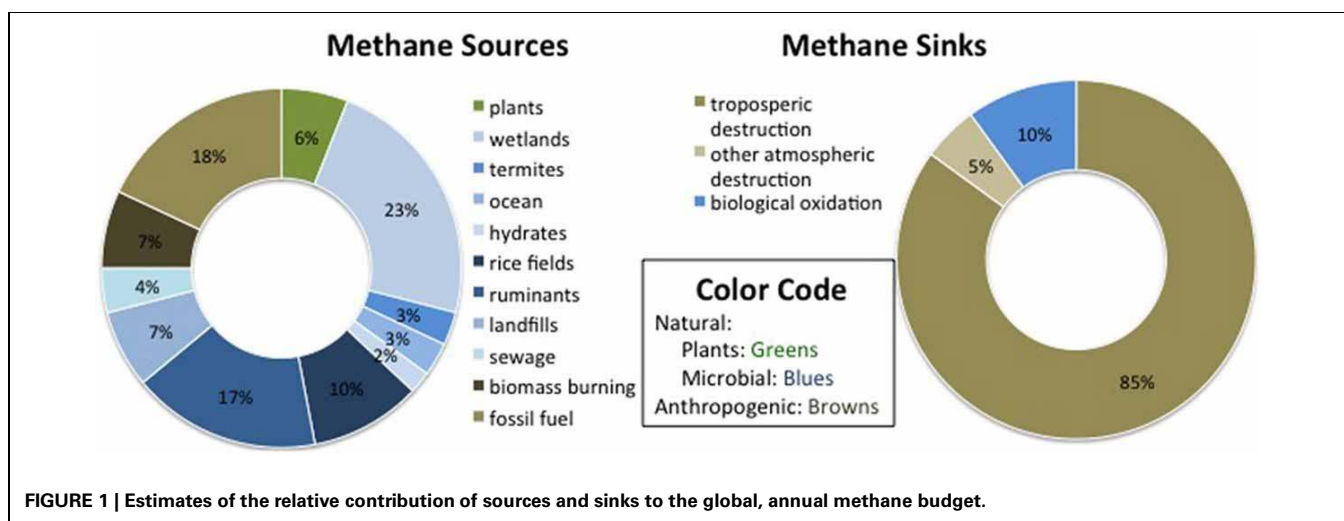 Methane Sources
6%
23%
3%
3%
2%
10%
17%
7%
4%
7%
18%
plants
wetlands
termites
ocean
hydrates
rice fields
ruminants
landfills
sewage
biomass burning
fossil fuel
Methane Sinks
troposperic
destruction
other atmospheric
destruction
biological oxidation
10%
5%
85%
Color Code
Natural:
Plants: Greens
Microbial: Blues
Anthropogenic: Browns
FIGURE 1 | Estimates of the relative contribution of sources and sinks to the global, annual methane budget.